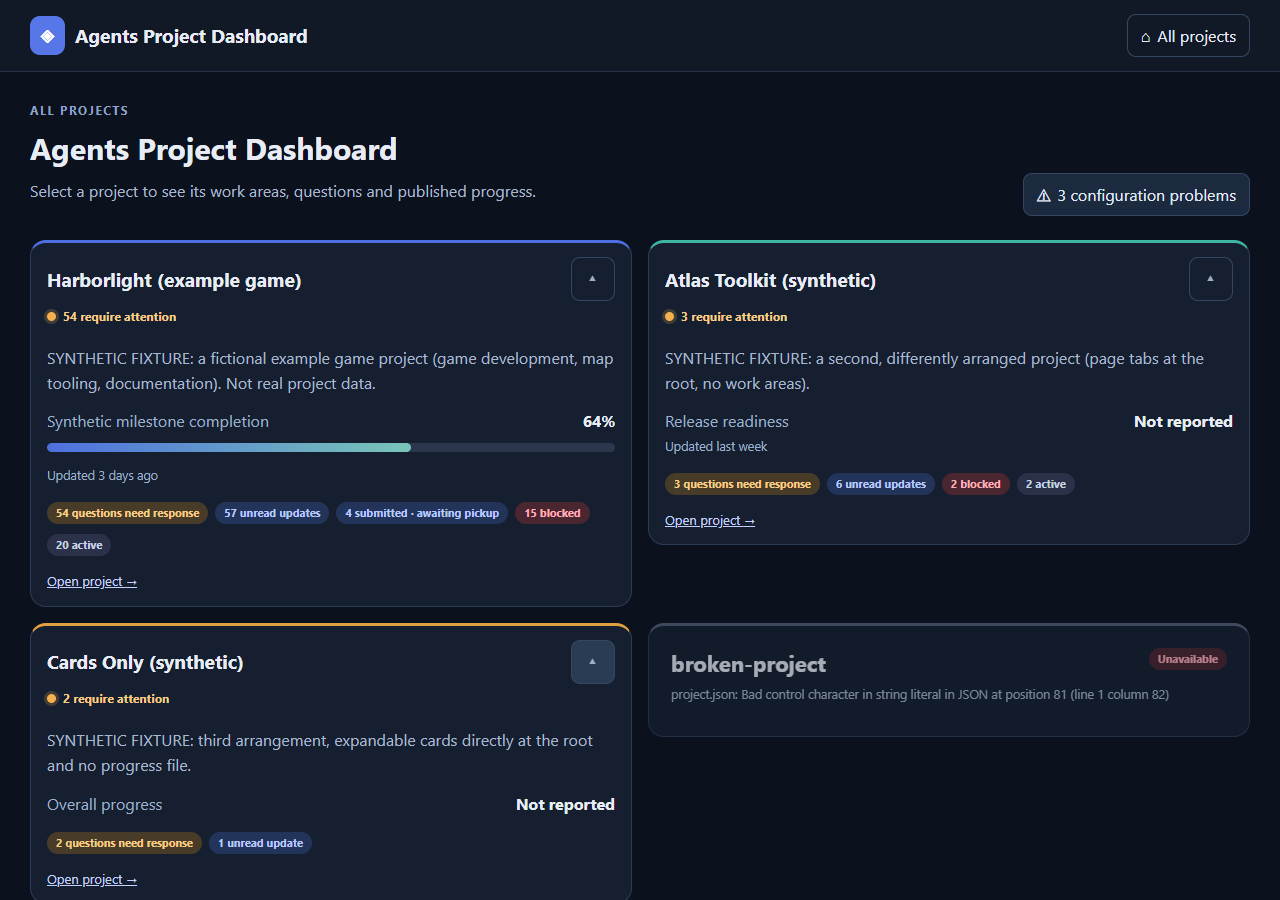 Agents Project Dashboard
⌂ All projects
ALL PROJECTS
Agents Project Dashboard
Select a project to see its work areas, questions and published progress.
⚠ 3 configuration problems
Harborlight (example game)
54 require attention
SYNTHETIC FIXTURE: a fictional example game project (game development, map
tooling, documentation). Not real project data.
Synthetic milestone completion 64%
Updated 3 days ago
54 questions need response 57 unread updates 4 submitted · awaiting pickup 15 blocked
20 active
Open project →
Atlas Toolkit (synthetic)
3 require attention
SYNTHETIC FIXTURE: a second, differently arranged project (page tabs at the
root, no work areas).
Release readiness Not reported
Updated last week
3 questions need response 6 unread updates 2 blocked 2 active
Open project →
Cards Only (synthetic)
2 require attention
SYNTHETIC FIXTURE: third arrangement, expandable cards directly at the root
and no progress file.
Overall progress Not reported
2 questions need response 1 unread update
Open project →
broken-project
Unavailable
project.json: Bad control character in string literal in JSON at position 81 (line 1 column 82)